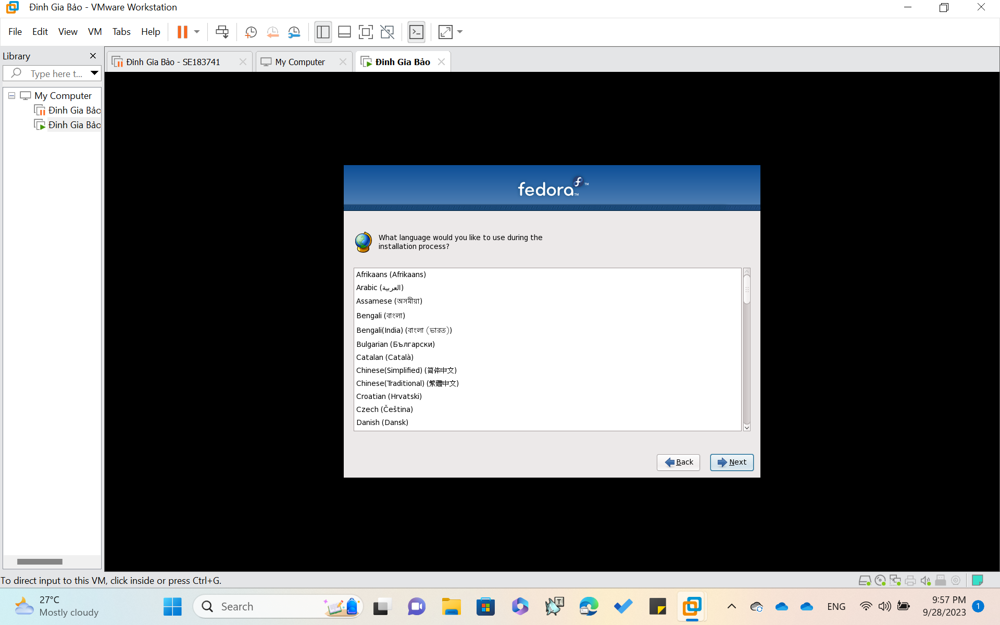 Đinh Gia Bảo - VMware Workstation
File Edit View VM Tabs Help
Library
Đinh Gia Bảo - SE183741
My Computer
Đinh Gia Bảo
Type here t...
My Computer
Đinh Gia Bảo
Đinh Gia Bảo
fedora™
What language would you like to use during the
installation process?
Afrikaans (Afrikaans)
Arabic (العربية)
Assamese (অসমীয়া)
Bengali (বাংলা)
Bengali(India) (বাংলা (ভারত))
Bulgarian (Български)
Catalan (Català)
Chinese(Simplified) (简体中文)
Chinese(Traditional) (繁體中文)
Croatian (Hrvatski)
Czech (Čeština)
Danish (Dansk)
Back Next
To direct input to this VM, click inside or press Ctrl+G.
27°C
Mostly cloudy
Search
ENG
9:57 PM
9/28/2023
1